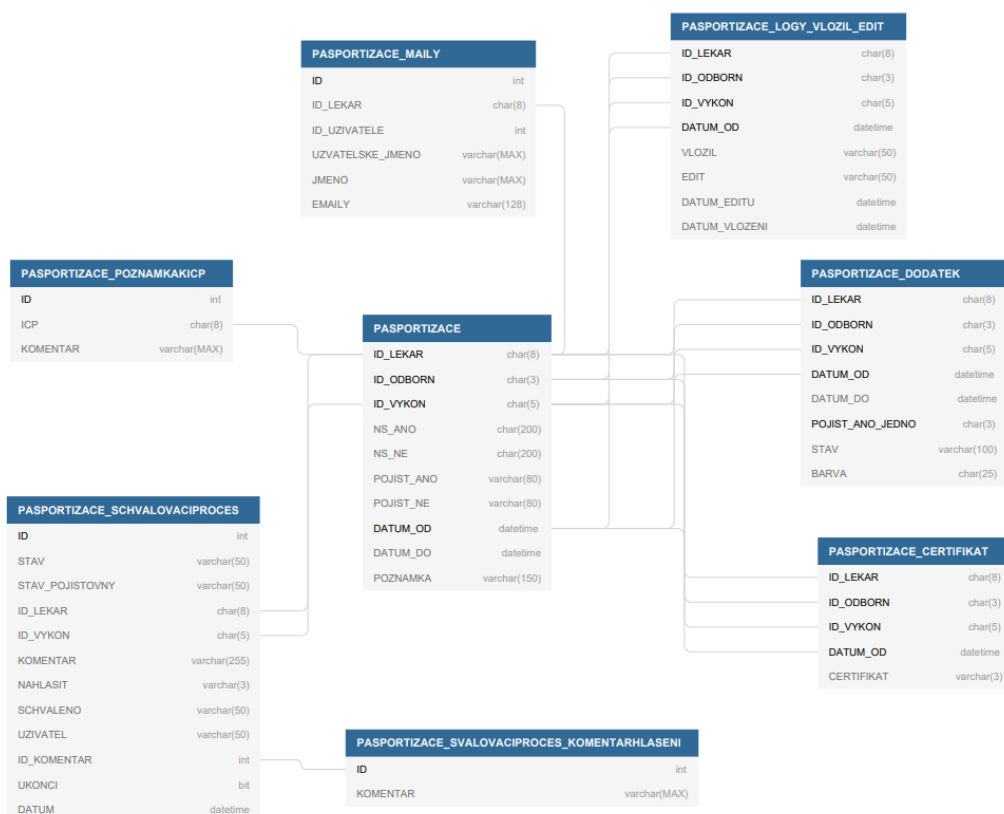 PASPORTIZACE_MAILY
ID int
ID_LEKAR char(8)
ID_UZIVATELE int
UZVATELSKE_JMENO varchar(MAX)
JMENO varchar(MAX)
EMAILY varchar(128)
PASPORTIZACE_LOGY_VLOZIL_EDIT
ID_LEKAR char(8)
ID_ODBORN char(3)
ID_VYKON char(5)
DATUM_OD datetime
VLOZIL varchar(50)
EDIT varchar(50)
DATUM_EDITU datetime
DATUM_VLOZENI datetime
PASPORTIZACE_POZNAMKAKICP
ID int
ICP char(8)
KOMENTAR varchar(MAX)
PASPORTIZACE
ID_LEKAR char(8)
ID_ODBORN char(3)
ID_VYKON char(5)
NS_ANO char(200)
NS_NE char(200)
POJIST_ANO varchar(80)
POJIST_NE varchar(80)
DATUM_OD datetime
DATUM_DO datetime
POZNAMKA varchar(150)
PASPORTIZACE_DODATEK
ID_LEKAR char(8)
ID_ODBORN char(3)
ID_VYKON char(5)
DATUM_OD datetime
DATUM_DO datetime
POJIST_ANO_JEDNO char(3)
STAV varchar(100)
BARVA char(25)
PASPORTIZACE_SCHVALOVACIPROCES
ID int
STAV varchar(50)
STAV_POJISTOVNY varchar(50)
ID_LEKAR char(8)
ID_VYKON char(5)
KOMENTAR varchar(255)
NAHLASIT varchar(3)
SCHVALENO varchar(50)
UZIVATEL varchar(50)
ID_KOMENTAR int
UKONCI bit
DATUM datetime
PASPORTIZACE_CERTIFIKAT
ID_LEKAR char(8)
ID_ODBORN char(3)
ID_VYKON char(5)
DATUM_OD datetime
CERTIFIKAT varchar(3)
PASPORTIZACE_SVALOVACIPROCES_KOMENTARHLASENI
ID int
KOMENTAR varchar(MAX)